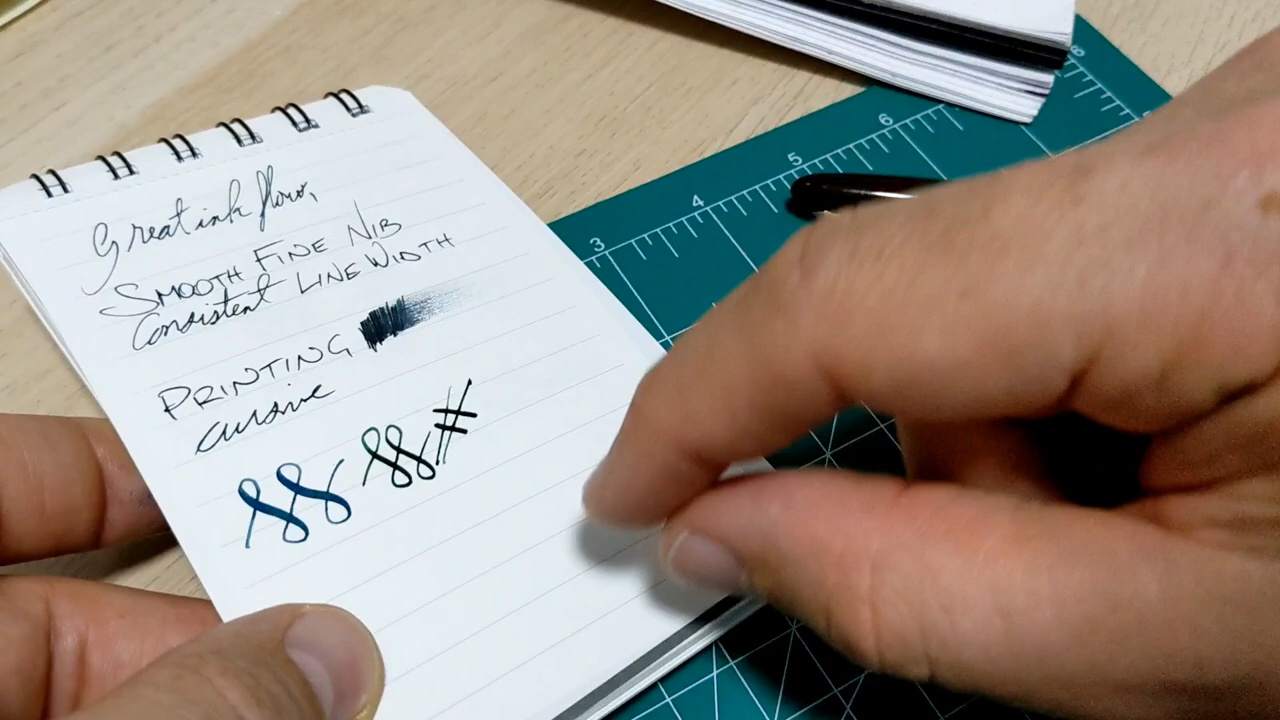 Great ink flow,
SMOOTH FINE NIB
Consistent LINE WIDTH
PRINTING
cursive
&& && #
3 4 5 6